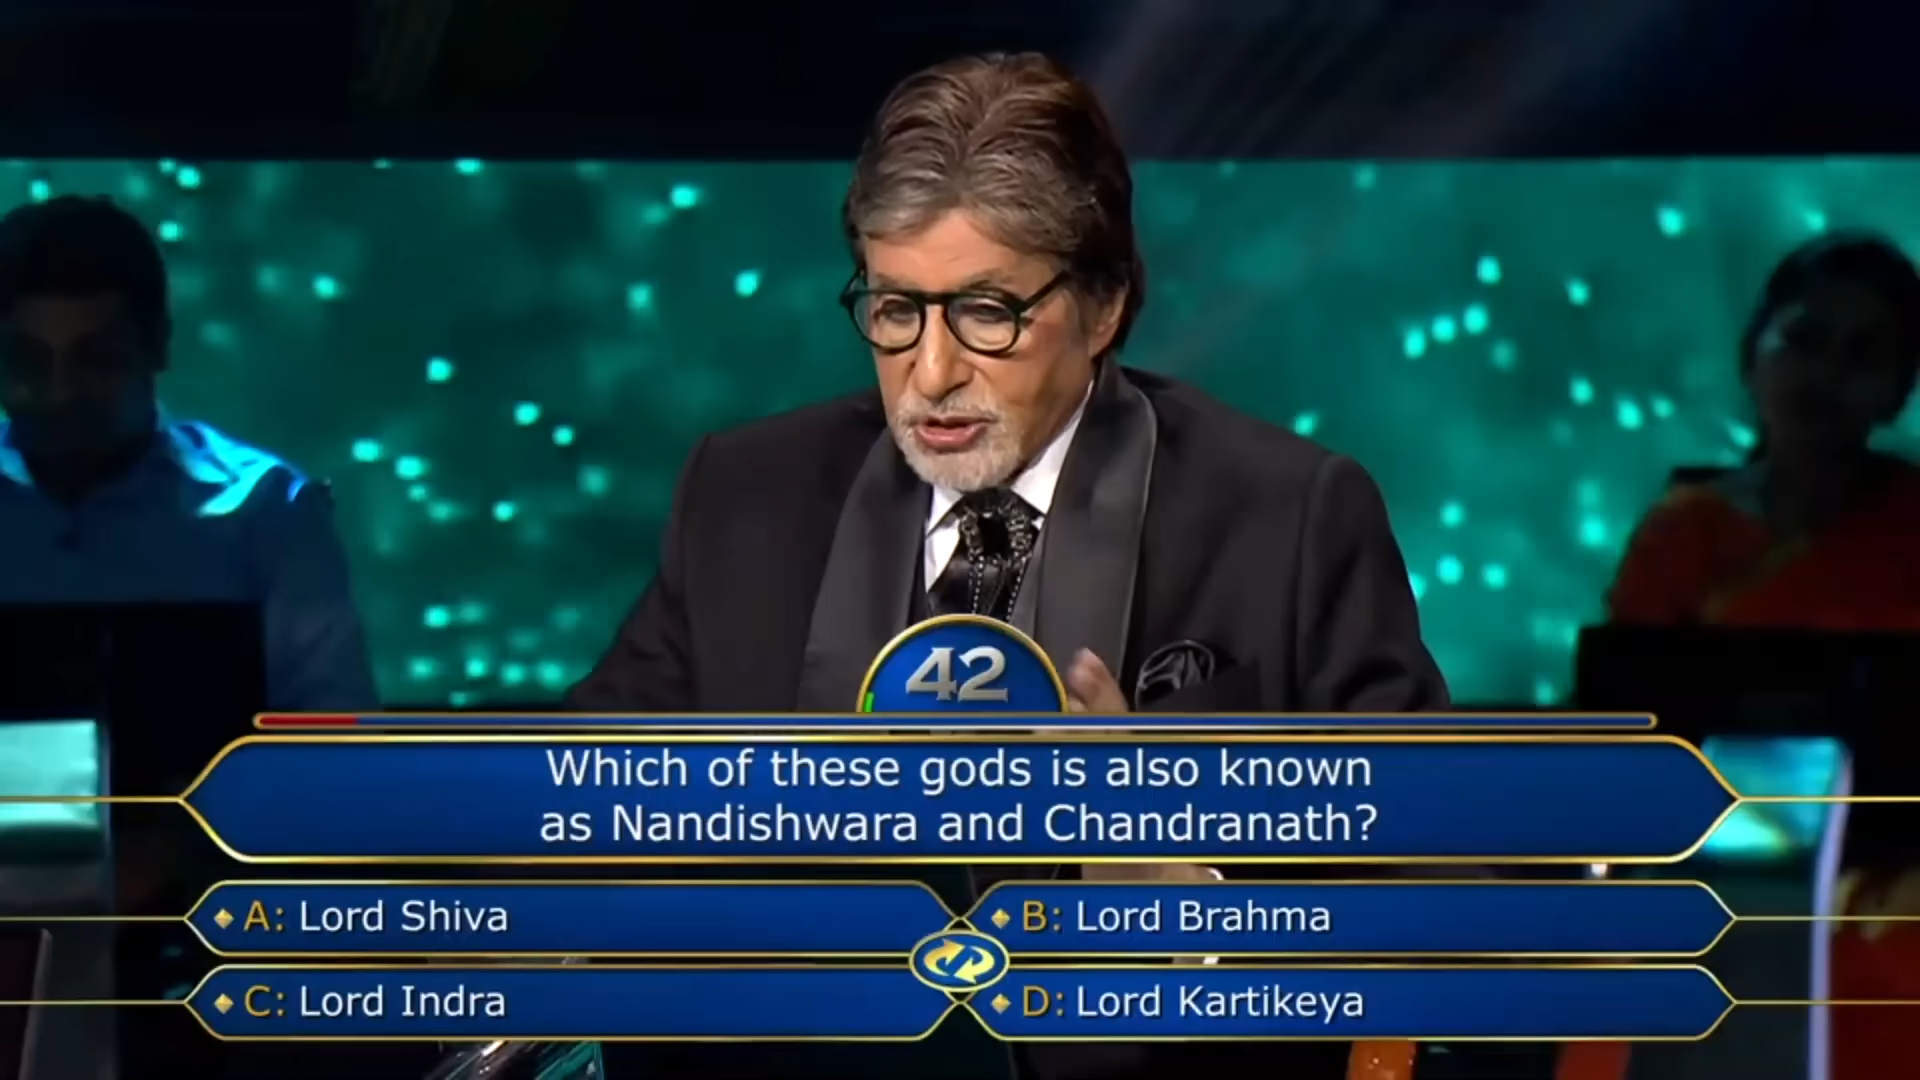 42
Which of these gods is also known
as Nandishwara and Chandranath?
A: Lord Shiva
B: Lord Brahma
C: Lord Indra
D: Lord Kartikeya